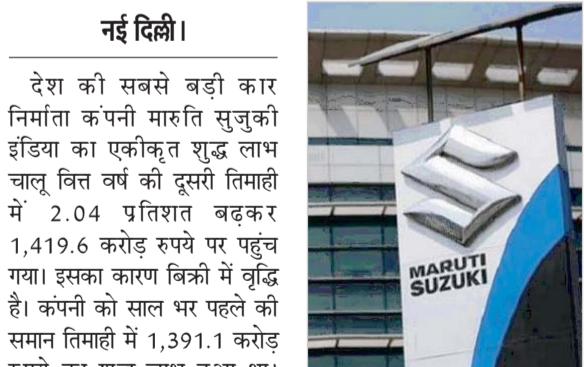 नई दिल्ली।
देश की सबसे बड़ी कार
निर्माता कंपनी मारुति सुजुकी
इंडिया का एकीकृत शुद्ध लाभ
चालू वित्त वर्ष की दूसरी तिमाही
में 2.04 प्रतिशत बढ़कर
1,419.6 करोड़ रुपये पर पहुंच
गया। इसका कारण बिक्री में वृद्धि
है। कंपनी को साल भर पहले की
समान तिमाही में 1,391.1 करोड़
MARUTI
SUZUKI